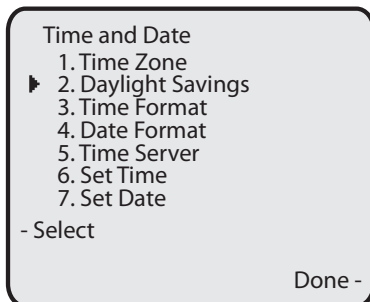 Time and Date
1. Time Zone
2. Daylight Savings
3. Time Format
4. Date Format
5. Time Server
6. Set Time
7. Set Date
- Select
Done -